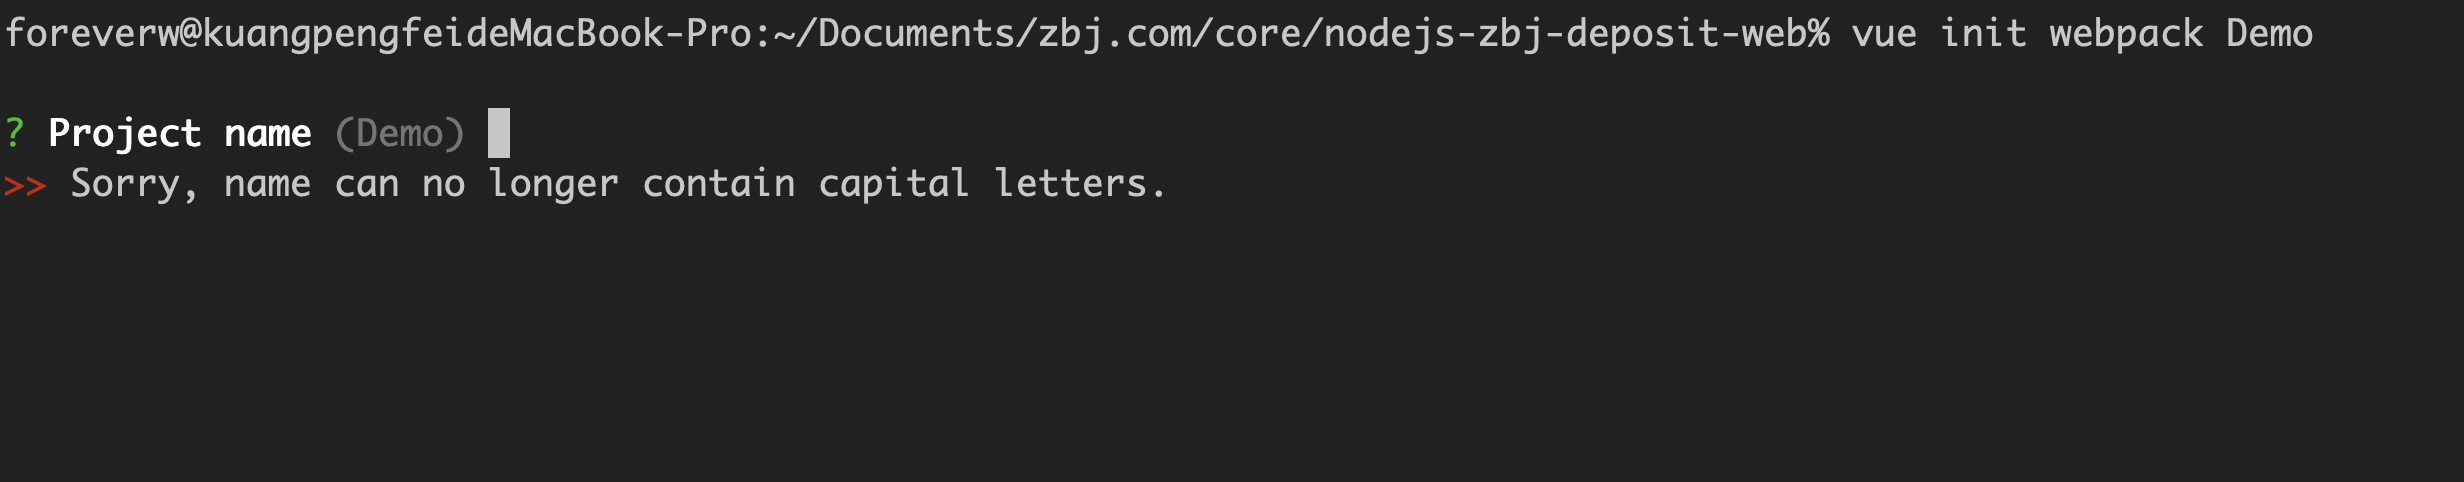 foreverw@kuangpengfeideMacBook-Pro:~/Documents/zbj.com/core/nodejs-zbj-deposit-web% vue init webpack Demo
? Project name (Demo)
>> Sorry, name can no longer contain capital letters.